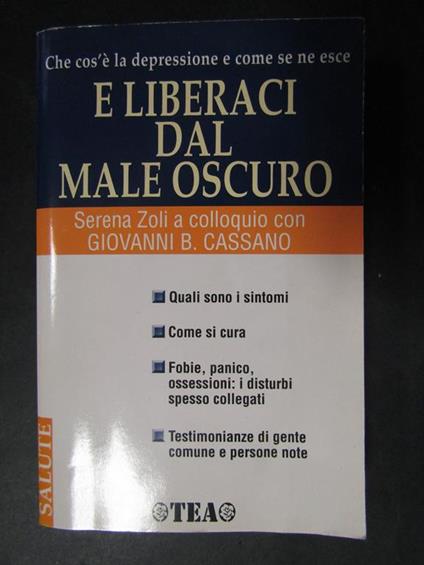 Che cos'è la depressione e come se ne esce
E LIBERACI
DAL
MALE OSCURO
Serena Zoli a colloquio con
GIOVANNI B. CASSANO
Quali sono i sintomi
Come si cura
Fobie, panico,
ossessioni: i disturbi
spesso collegati
Testimonianze di gente
comune e persone note
SALUTE
TEA